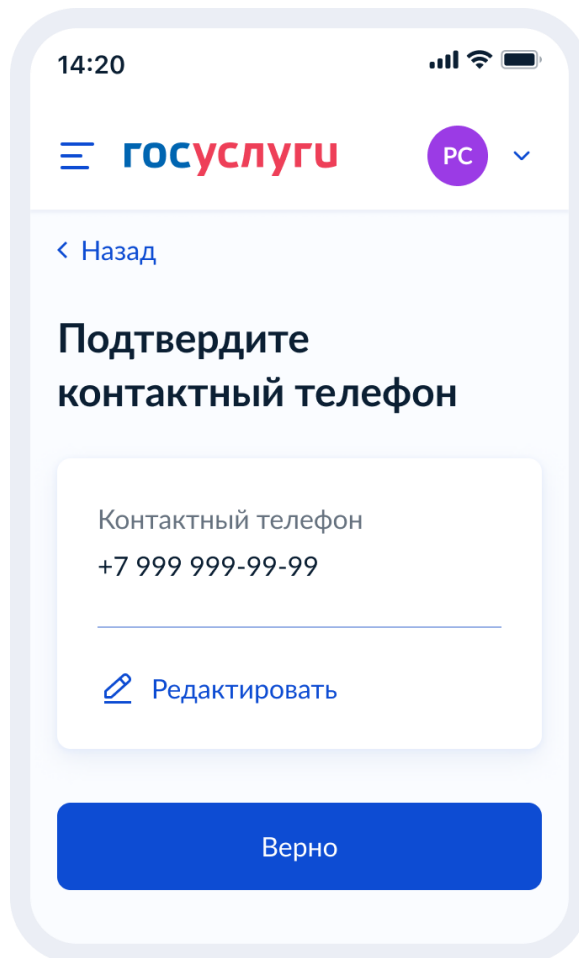 14:20
госуслуги
РС
Назад
Подтвердите
контактный телефон
Контактный телефон
+7 999 999-99-99
Редактировать
Верно